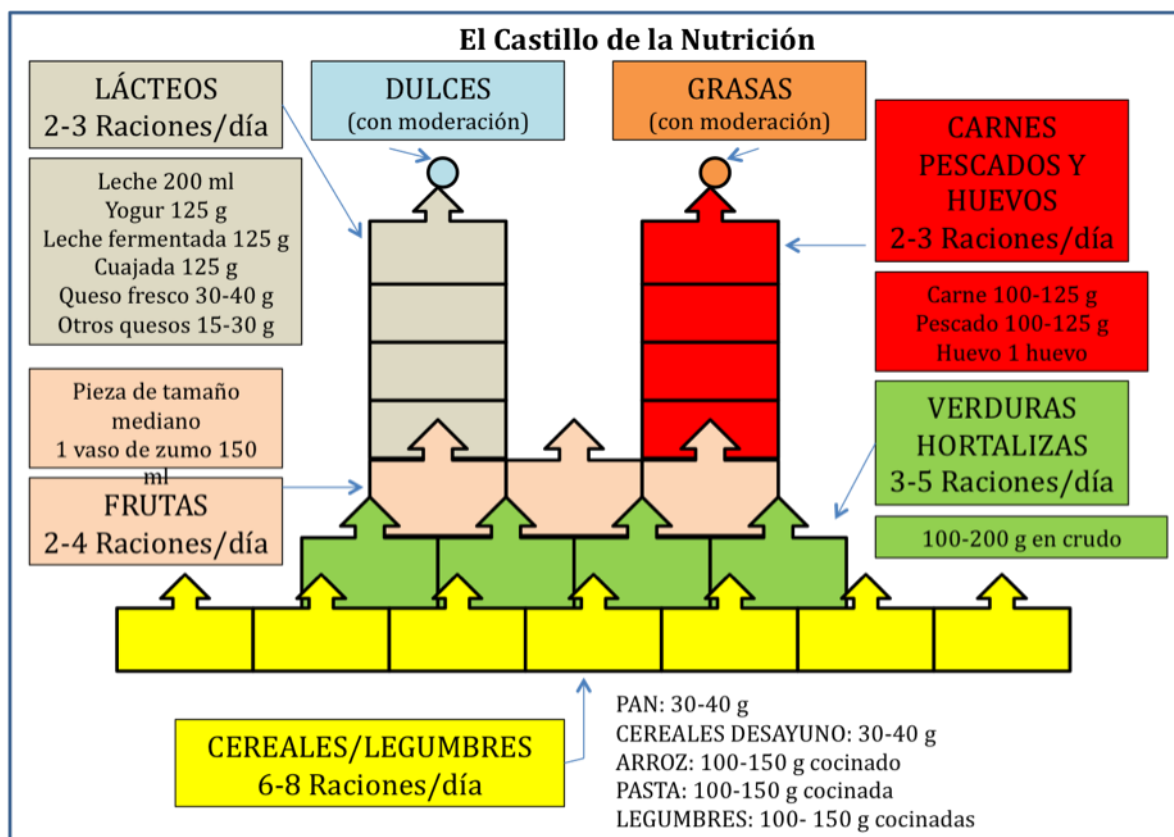 El Castillo de la Nutrición
LÁCTEOS
2-3 Raciones/día
Leche 200 ml
Yogur 125 g
Leche fermentada 125 g
Cuajada 125 g
Queso fresco 30-40 g
Otros quesos 15-30 g
DULCES
(con moderación)
GRASAS
(con moderación)
CARNES
PESCADOS Y
HUEVOS
2-3 Raciones/día
Carne 100-125 g
Pescado 100-125 g
Huevo 1 huevo
Pieza de tamaño
mediano
1 vaso de zumo 150
ml
FRUTAS
2-4 Raciones/día
VERDURAS
HORTALIZAS
3-5 Raciones/día
100-200 g en crudo
CEREALES/LEGUMBRES
6-8 Raciones/día
PAN: 30-40 g
CEREALES DESAYUNO: 30-40 g
ARROZ: 100-150 g cocinado
PASTA: 100-150 g cocinada
LEGUMBRES: 100- 150 g cocinadas